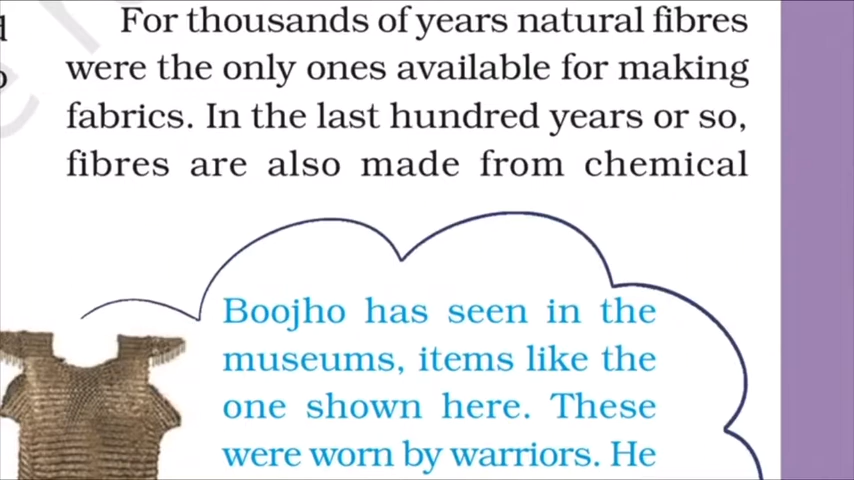 For thousands of years natural fibres
were the only ones available for making
fabrics. In the last hundred years or so,
fibres are also made from chemical
Boojho has seen in the
museums, items like the
one shown here. These
were worn by warriors. He